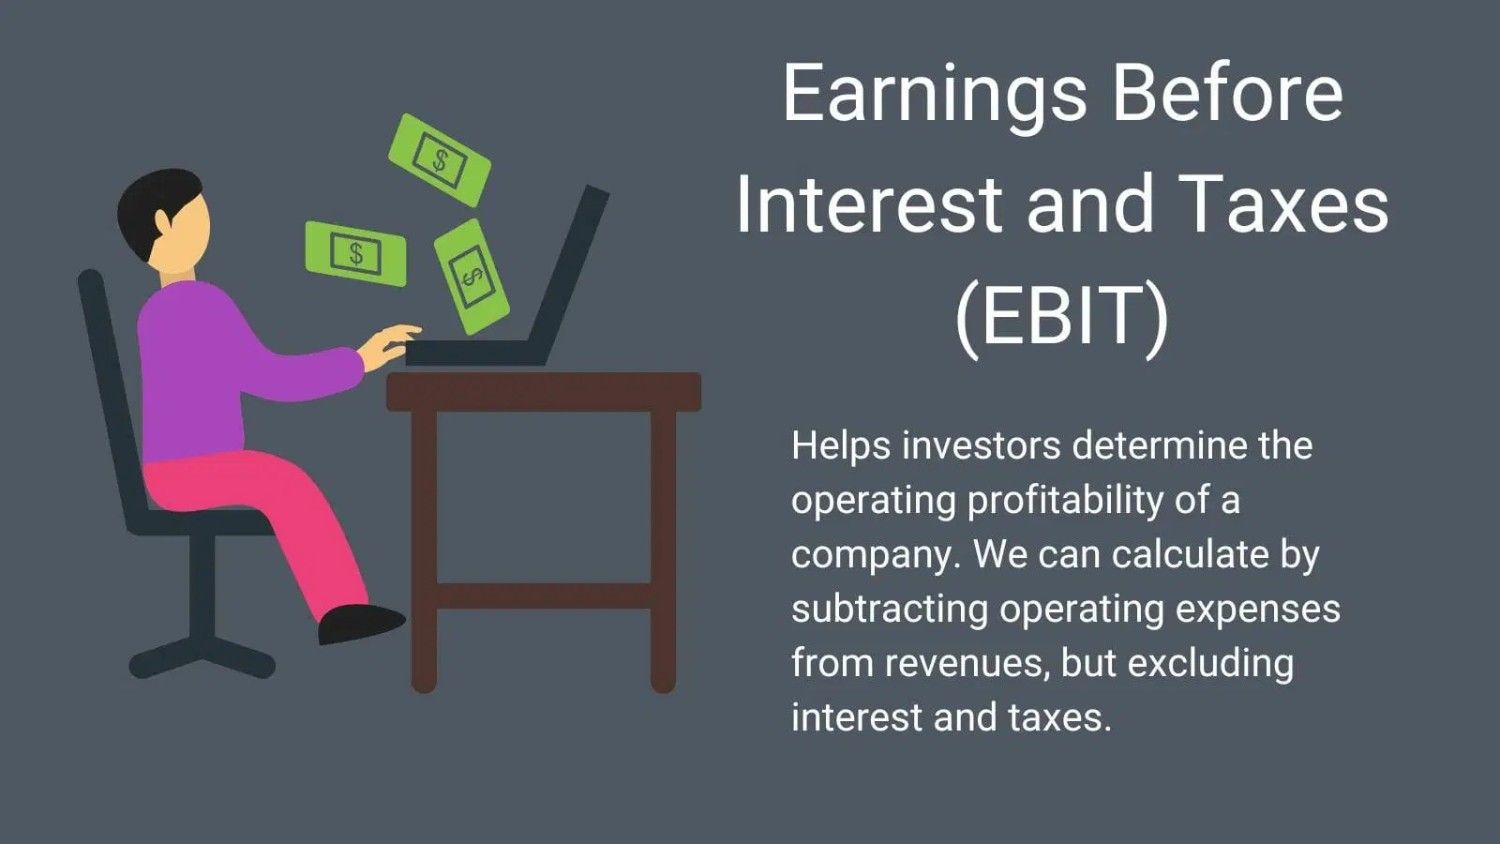 Earnings Before
Interest and Taxes
(EBIT)
Helps investors determine the
operating profitability of a
company. We can calculate by
subtracting operating expenses
from revenues, but excluding
interest and taxes.
$
$
$